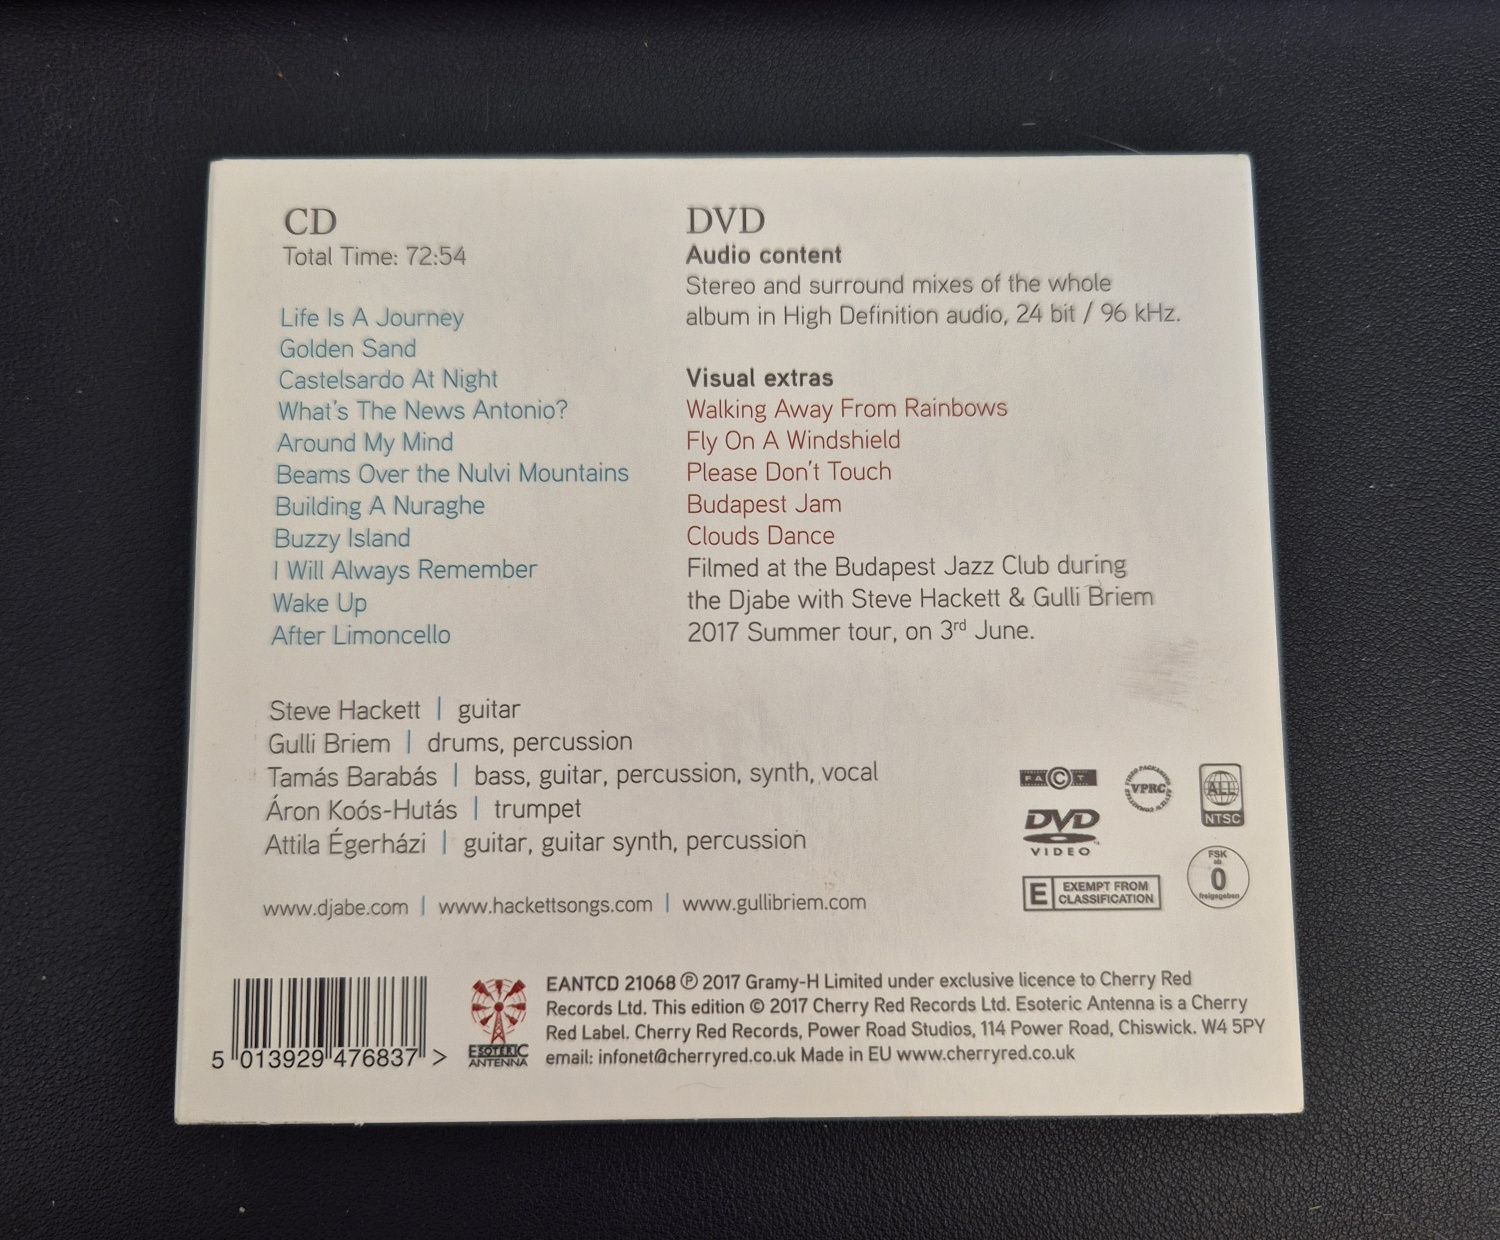 CD
Total Time: 72:54
Life Is A Journey
Golden Sand
Castelsardo At Night
What's The News Antonio?
Around My Mind
Beams Over the Nulvi Mountains
Building A Nuraghe
Buzzy Island
I Will Always Remember
Wake Up
After Limoncello
DVD
Audio content
Stereo and surround mixes of the whole
album in High Definition audio, 24 bit / 96 kHz.
Visual extras
Walking Away From Rainbows
Fly On A Windshield
Please Don't Touch
Budapest Jam
Clouds Dance
Filmed at the Budapest Jazz Club during
the Djabe with Steve Hackett & Gulli Briem
2017 Summer tour, on 3rd June.
Steve Hackett | guitar
Gulli Briem | drums, percussion
Tamás Barabás | bass, guitar, percussion, synth, vocal
Áron Koós-Hutás | trumpet
Attila Égerházi | guitar, guitar synth, percussion
www.djabe.com | www.hackettsongs.com | www.gullibriem.com
FACT
VPRC
ALL
NTSC
DVD
VIDEO
E EXEMPT FROM
CLASSIFICATION
FSK
ab
0
freigegeben
5 013929 476837 >
ESOTERIC
ANTENNA
EANTCD 21068 ℗ 2017 Gramy-H Limited under exclusive licence to Cherry Red
Records Ltd. This edition © 2017 Cherry Red Records Ltd. Esoteric Antenna is a Cherry
Red Label. Cherry Red Records, Power Road Studios, 114 Power Road, Chiswick. W4 5PY
email: infonet@cherryred.co.uk Made in EU www.cherryred.co.uk